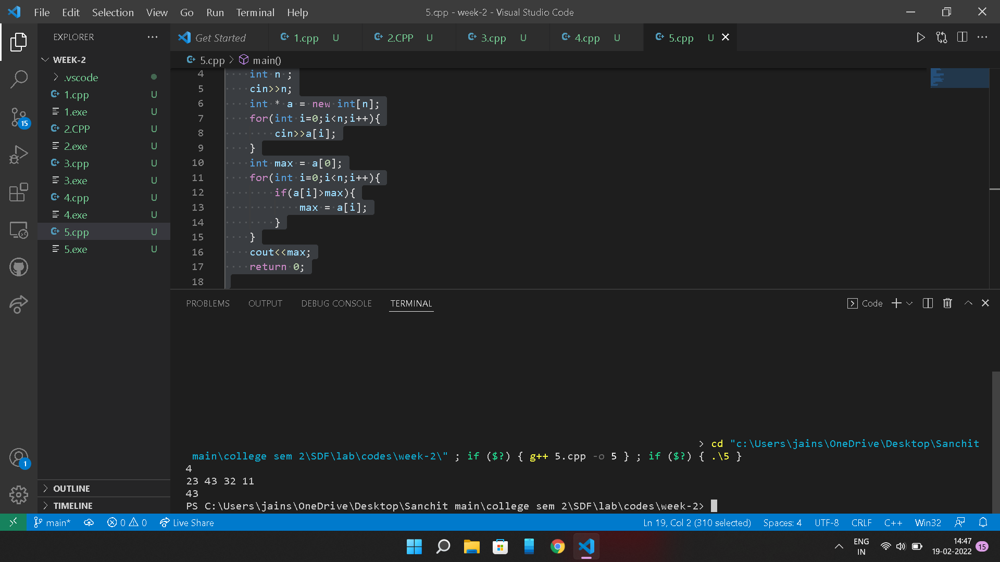 File Edit Selection View Go Run Terminal Help
5.cpp - week-2 - Visual Studio Code
EXPLORER
Get Started
1.cpp U
2.CPP U
3.cpp U
4.cpp U
5.cpp U
WEEK-2
.vscode
1.cpp U
1.exe U
2.CPP U
2.exe U
3.cpp U
3.exe U
4.cpp U
4.exe U
5.cpp U
5.exe U
15
1
OUTLINE
TIMELINE
5.cpp > main()
4 int n ;
5 cin>>n;
6 int * a = new int[n];
7 for(int i=0;i<n;i++){
8 cin>>a[i];
9 }
10 int max = a[0];
11 for(int i=0;i<n;i++){
12 if(a[i]>max){
13 max = a[i];
14 }
15 }
16 cout<<max;
17 return 0;
18
PROBLEMS OUTPUT DEBUG CONSOLE TERMINAL
Code
> cd "c:\Users\jains\OneDrive\Desktop\Sanchit
main\college sem 2\SDF\lab\codes\week-2\" ; if ($?) { g++ 5.cpp -o 5 } ; if ($?) { .\5 }
4
23 43 32 11
43
PS C:\Users\jains\OneDrive\Desktop\Sanchit main\college sem 2\SDF\lab\codes\week-2>
main* 0 0 Live Share
Ln 19, Col 2 (310 selected) Spaces: 4 UTF-8 CRLF C++ Win32
ENG
IN
14:47
19-02-2022
15